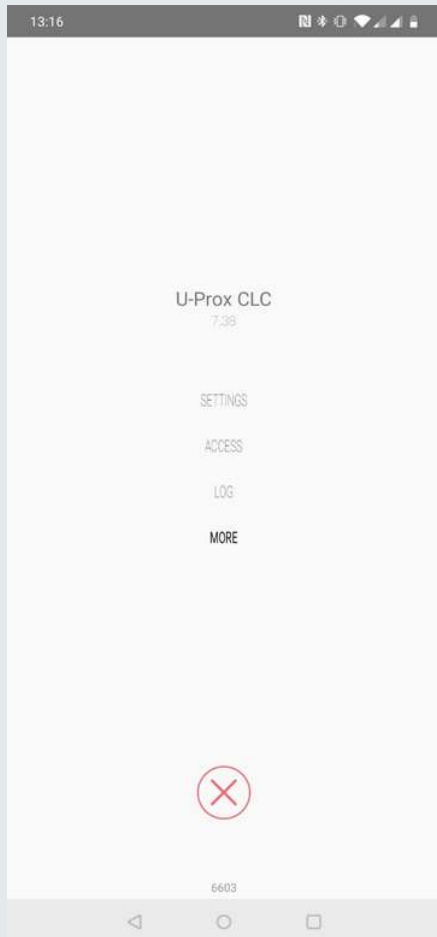 13:16
U-Prox CLC
7.38
SETTINGS
ACCESS
LOG
MORE
6603